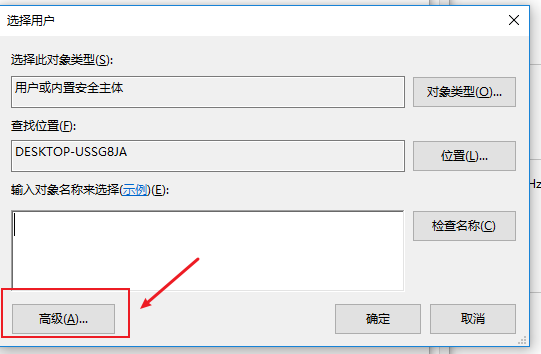 选择用户
选择此对象类型(S):
用户或内置安全主体
对象类型(O)...
查找位置(F):
DESKTOP-USSG8JA
位置(L)...
输入对象名称来选择(示例)(E):
Hz
检查名称(C)
高级(A)...
确定
取消